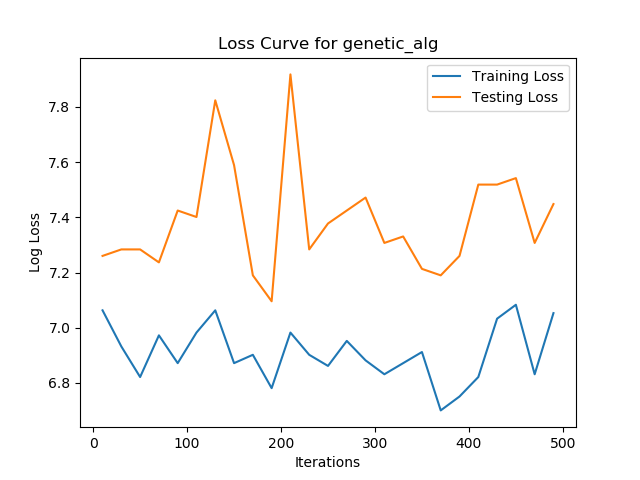 Loss Curve for genetic_alg
Training Loss
Testing Loss
7.8
7.6
7.4
7.2
7.0
6.8
Log Loss
0 100 200 300 400 500
Iterations